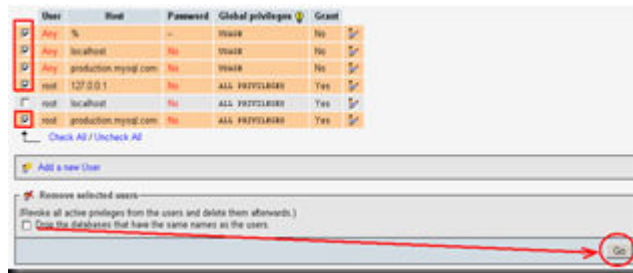 User Host Password Global privileges Grant
Any % -- USAGE No
Any localhost No USAGE No
Any production.mysql.com No USAGE No
root 127.0.0.1 No ALL PRIVILEGES Yes
root localhost No ALL PRIVILEGES Yes
root production.mysql.com No ALL PRIVILEGES Yes
Check All / Uncheck All
Add a new User
Remove selected users
(Revoke all active privileges from the users and delete them afterwards.)
Drop the databases that have the same names as the users.
Go